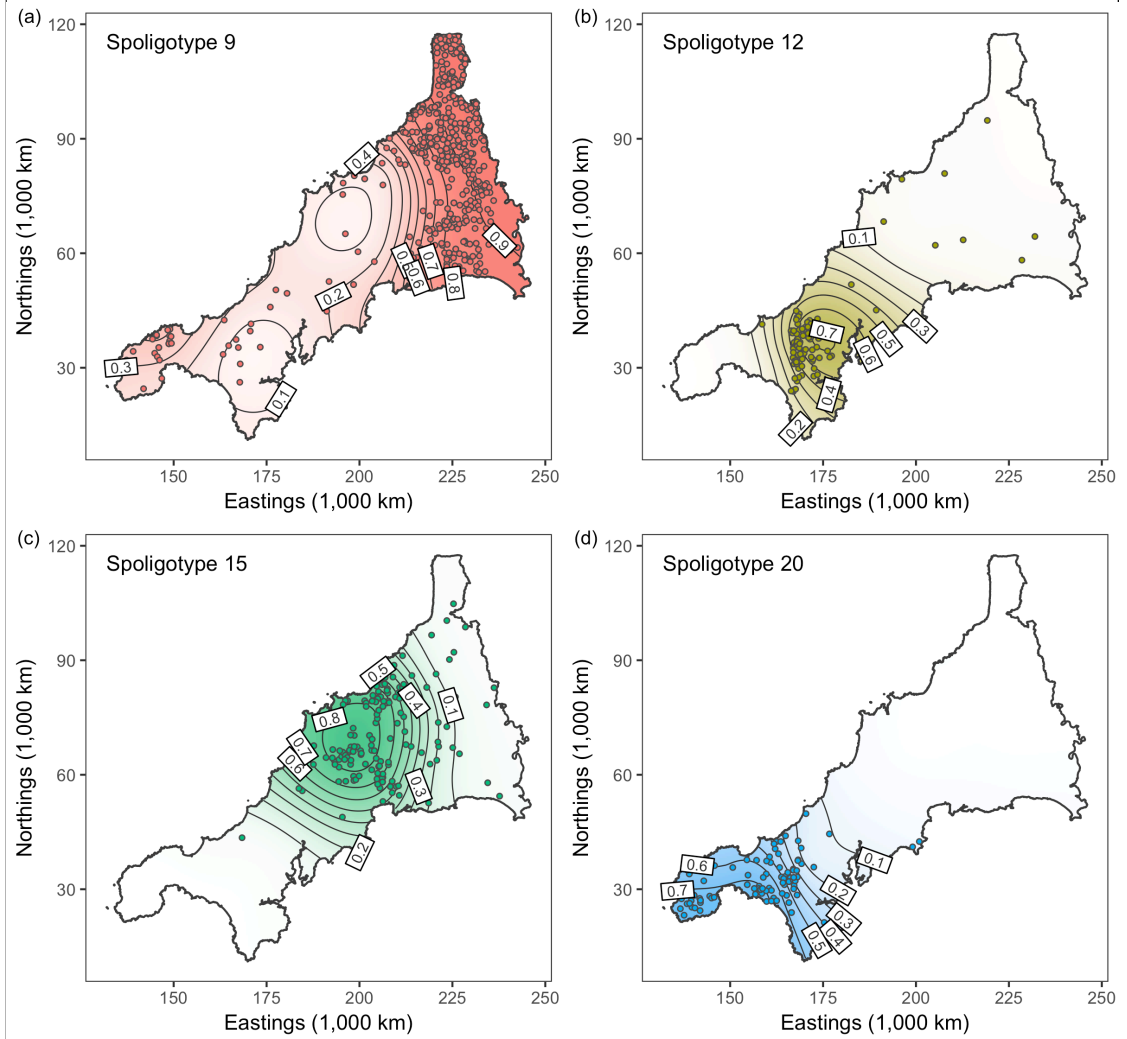 (a)
Spoligotype 9
120
90
60
30
Northings (1,000 km)
150 175 200 225 250
Eastings (1,000 km)
0.4
0.9
0.5
0.6
0.7
0.8
0.2
0.3
0.1
(b)
Spoligotype 12
120
90
60
30
Northings (1,000 km)
150 175 200 225 250
Eastings (1,000 km)
0.1
0.7
0.3
0.5
0.6
0.4
0.2
(c)
Spoligotype 15
120
90
60
30
Northings (1,000 km)
150 175 200 225 250
Eastings (1,000 km)
0.5
0.4
0.1
0.8
0.7
0.6
0.3
0.2
(d)
Spoligotype 20
120
90
60
30
Northings (1,000 km)
150 175 200 225 250
Eastings (1,000 km)
0.6
0.7
0.1
0.2
0.3
0.4
0.5